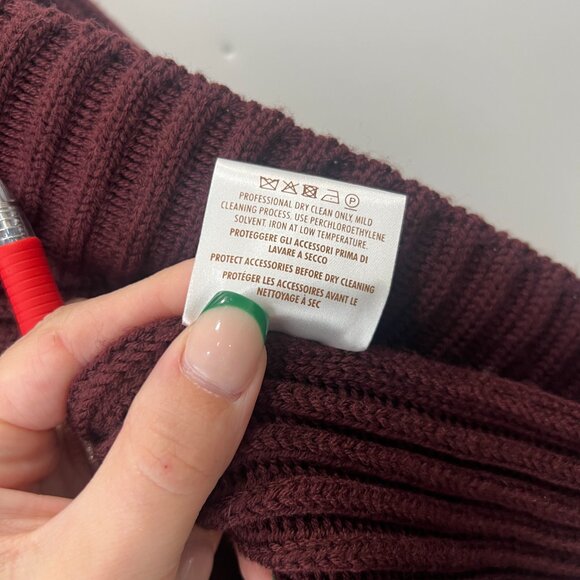 P
PROFESSIONAL DRY CLEAN ONLY. MILD
CLEANING PROCESS. USE PERCHLOROETHYLENE
SOLVENT. IRON AT LOW TEMPERATURE.
PROTEGGERE GLI ACCESSORI PRIMA DI
LAVARE A SECCO
PROTECT ACCESSORIES BEFORE DRY CLEANING
PROTÉGER LES ACCESSOIRES AVANT LE
NETTOYAGE À SEC